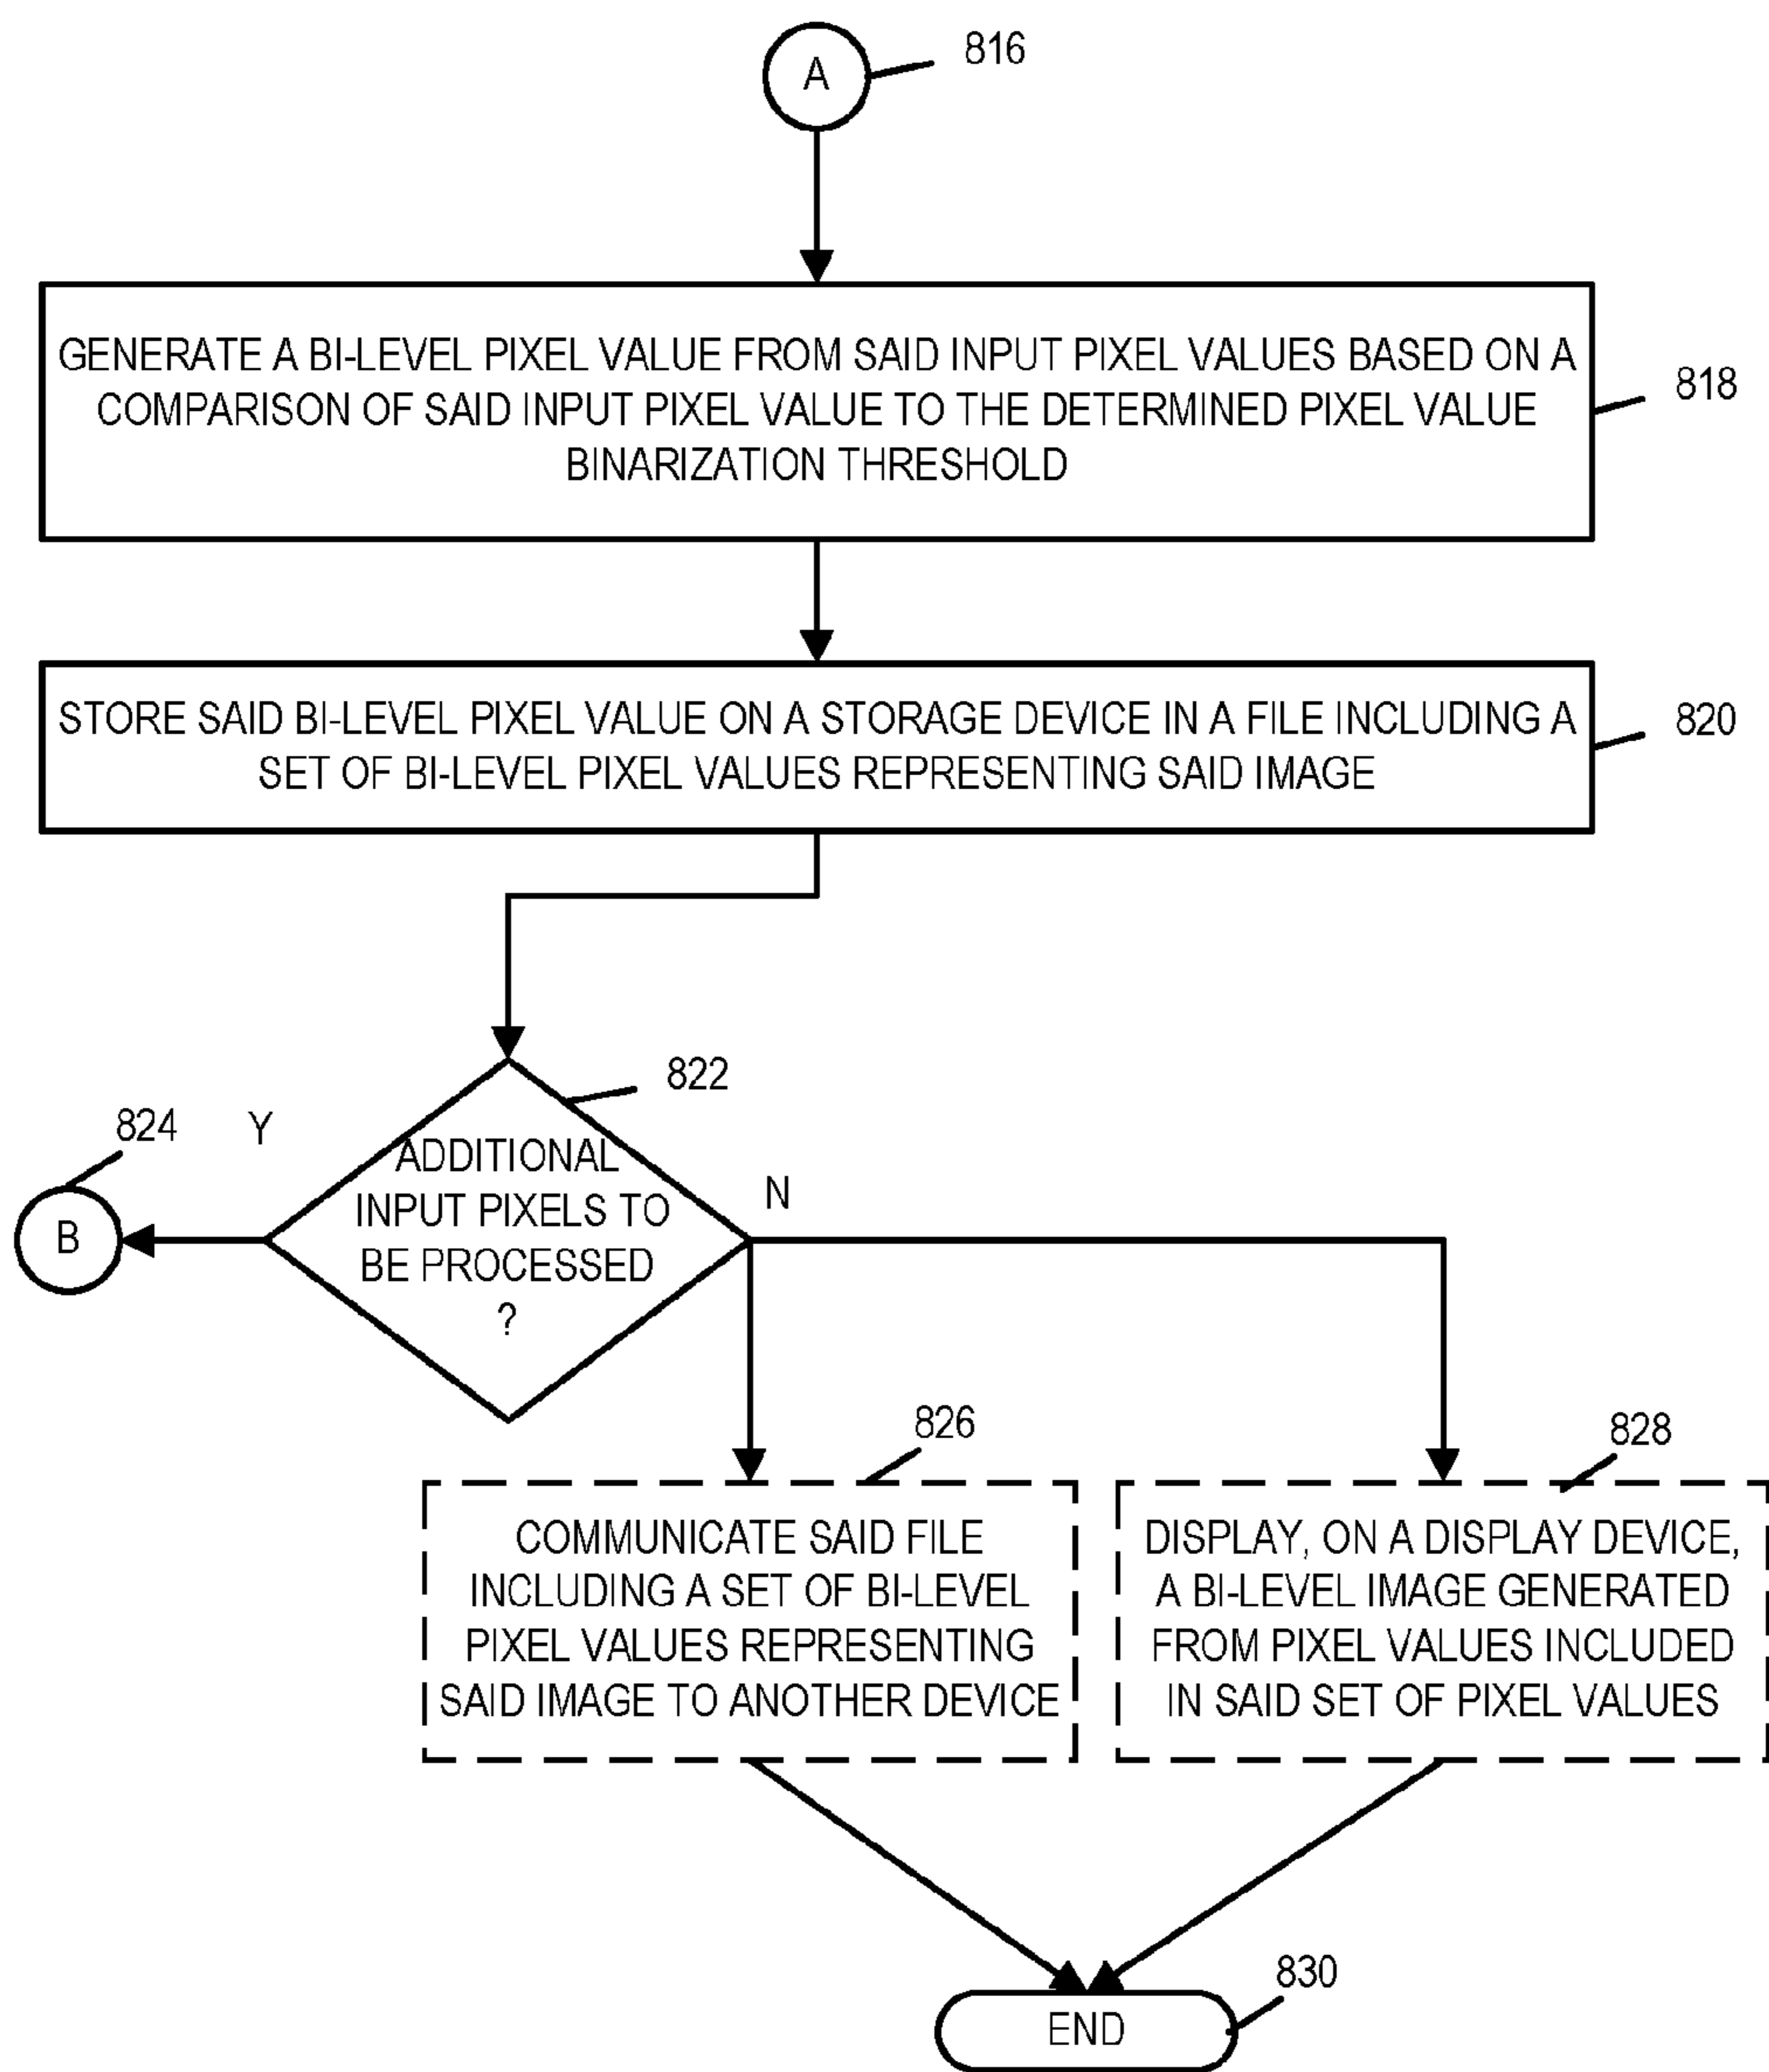 A
816
GENERATE A BI-LEVEL PIXEL VALUE FROM SAID INPUT PIXEL VALUES BASED ON A
COMPARISON OF SAID INPUT PIXEL VALUE TO THE DETERMINED PIXEL VALUE
BINARIZATION THRESHOLD
818
STORE SAID BI-LEVEL PIXEL VALUE ON A STORAGE DEVICE IN A FILE INCLUDING A
SET OF BI-LEVEL PIXEL VALUES REPRESENTING SAID IMAGE
820
822
824
Y
ADDITIONAL
INPUT PIXELS TO
BE PROCESSED
?
N
B
826
COMMUNICATE SAID FILE
INCLUDING A SET OF BI-LEVEL
PIXEL VALUES REPRESENTING
SAID IMAGE TO ANOTHER DEVICE
828
DISPLAY, ON A DISPLAY DEVICE,
A BI-LEVEL IMAGE GENERATED
FROM PIXEL VALUES INCLUDED
IN SAID SET OF PIXEL VALUES
830
END